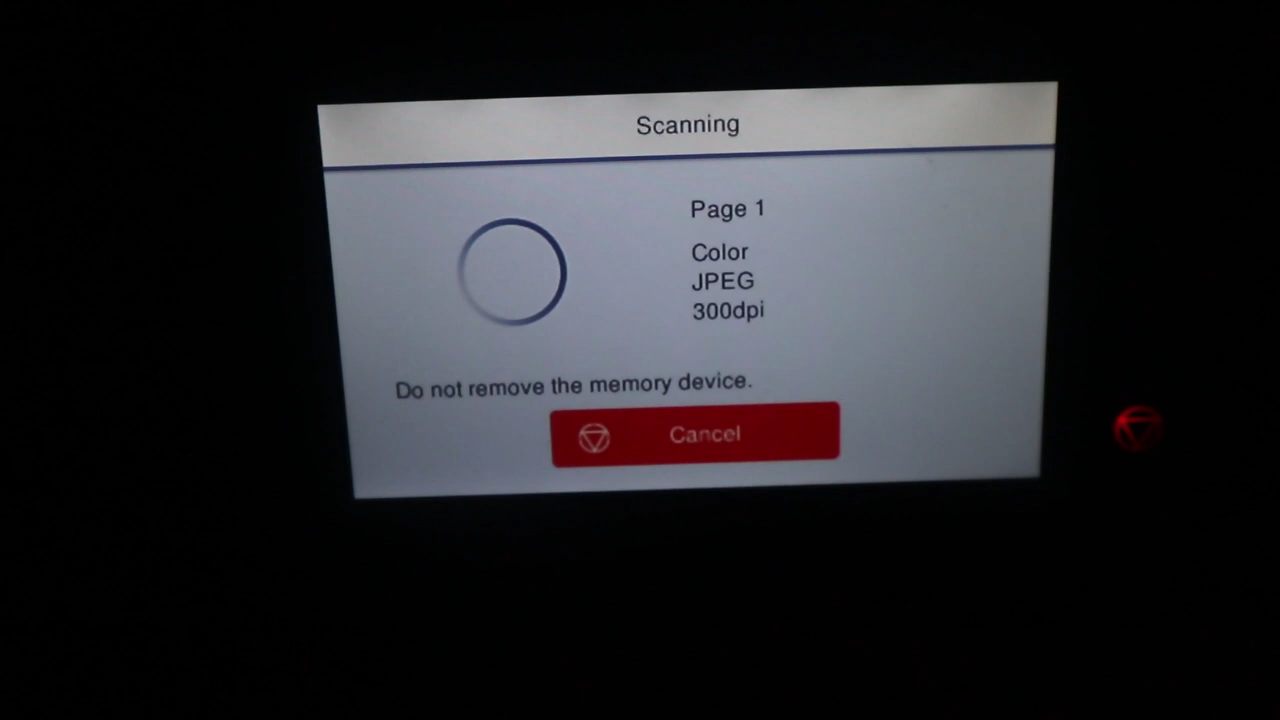 Scanning
Page 1
Color
JPEG
300dpi
Do not remove the memory device.
Cancel